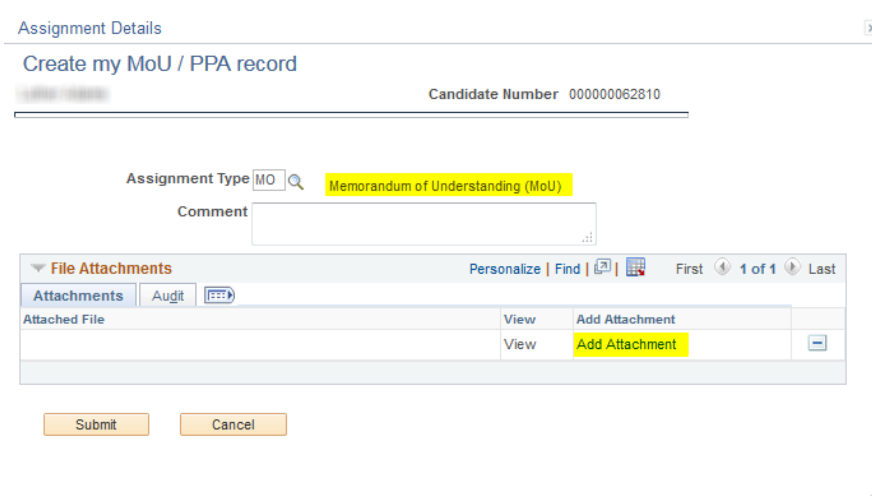 Assignment Details
Create my MoU / PPA record
Candidate Number 000000062810
Assignment Type MO Memorandum of Understanding (MoU)
Comment
File Attachments Personalize | Find | | First 1 of 1 Last
Attachments Audit
Attached File View Add Attachment
View Add Attachment
Submit Cancel